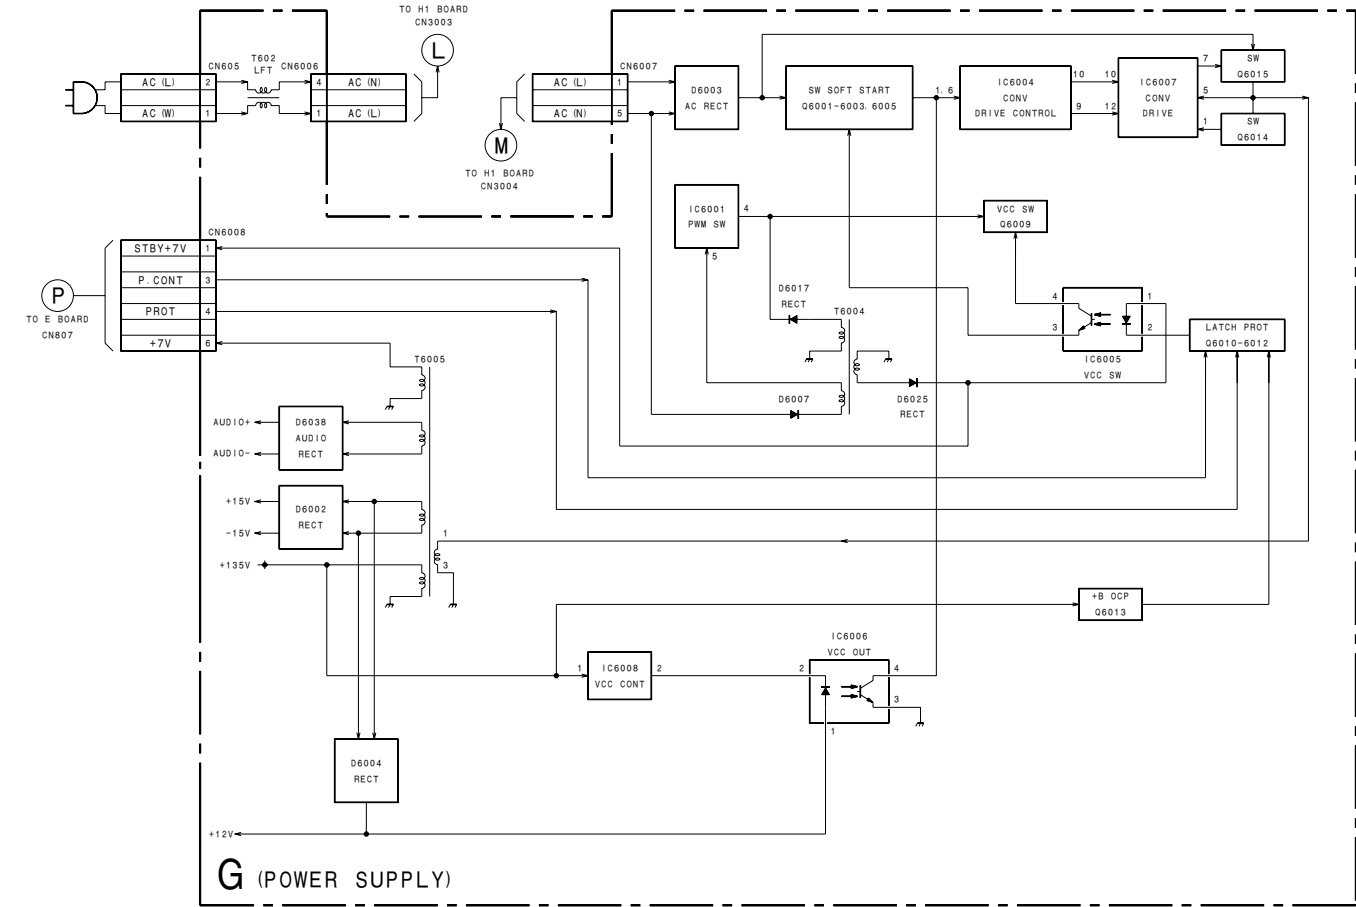 TO H1 BOARD
CN3003
L
CN605
T602
LFT
CN6006
AC (L)
2
4
AC (N)
AC (W)
1
1
AC (L)
M
TO H1 BOARD
CN3004
CN6007
AC (L)
1
AC (N)
5
D6003
AC RECT
SW SOFT START
Q6001-6003. 6005
1. 6
IC6004
CONV
DRIVE CONTROL
10
10
9
12
IC6007
CONV
DRIVE
7
5
1
SW
Q6015
SW
Q6014
IC6001
PWM SW
4
5
VCC SW
Q6009
CN6008
STBY+7V
1
P. CONT
3
PROT
4
+7V
6
P
TO E BOARD
CN807
D6017
RECT
T6004
4
1
3
2
IC6005
VCC SW
LATCH PROT
Q6010-6012
D6007
D6025
RECT
T6005
AUDIO+
AUDIO-
D6038
AUDIO
RECT
+15V
-15V
D6002
RECT
1
3
+135V
+B OCP
Q6013
IC6006
VCC OUT
1
IC6008
VCC CONT
2
2
4
3
1
D6004
RECT
+12V
G (POWER SUPPLY)